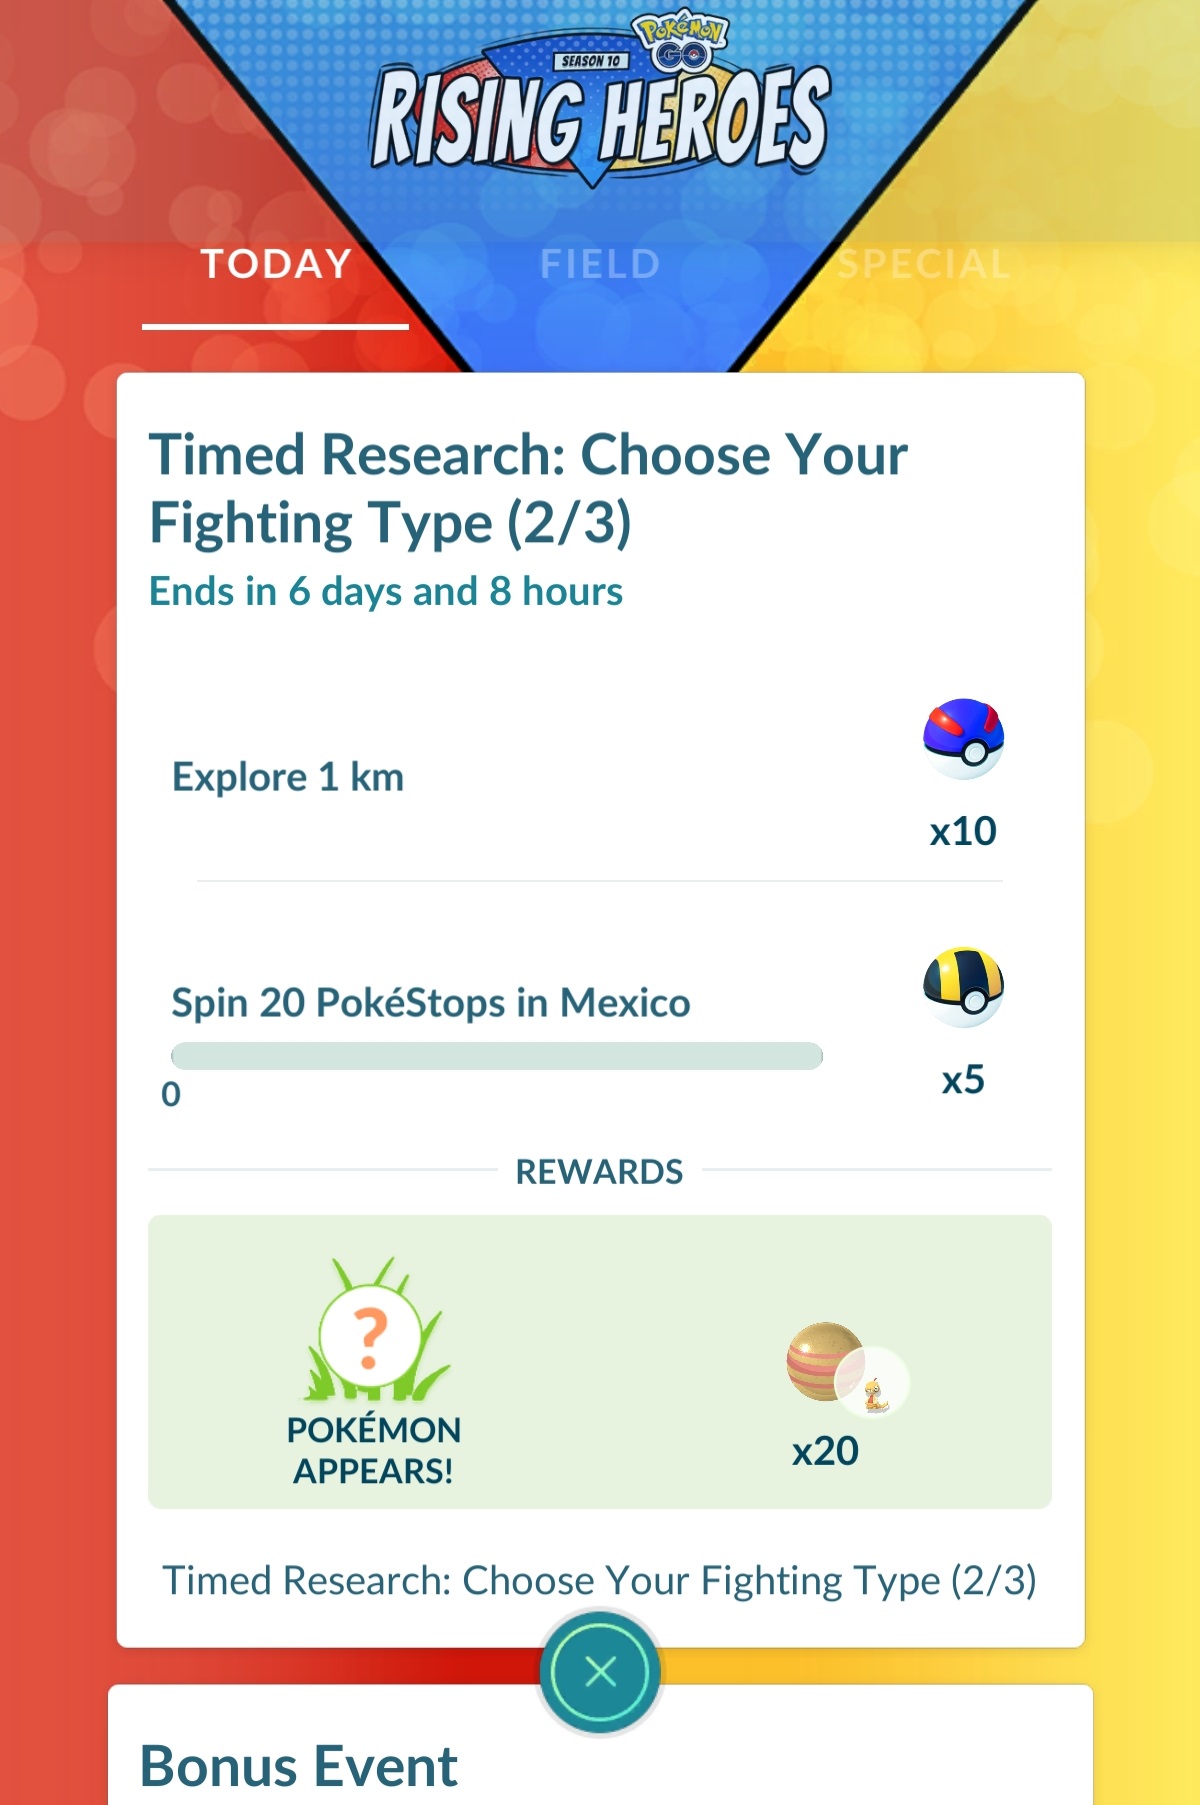 Pokémon
GO
SEASON 10
RISING HEROES
TODAY
FIELD
SPECIAL
Timed Research: Choose Your
Fighting Type (2/3)
Ends in 6 days and 8 hours
Explore 1 km
x10
Spin 20 PokéStops in Mexico
0
x5
REWARDS
?
POKÉMON
APPEARS!
x20
Timed Research: Choose Your Fighting Type (2/3)
Bonus Event